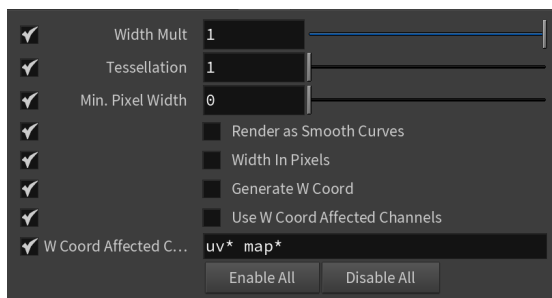 Width Mult 1
Tessellation 1
Min. Pixel Width 0
Render as Smooth Curves
Width In Pixels
Generate W Coord
Use W Coord Affected Channels
W Coord Affected C... uv* map*
Enable All Disable All